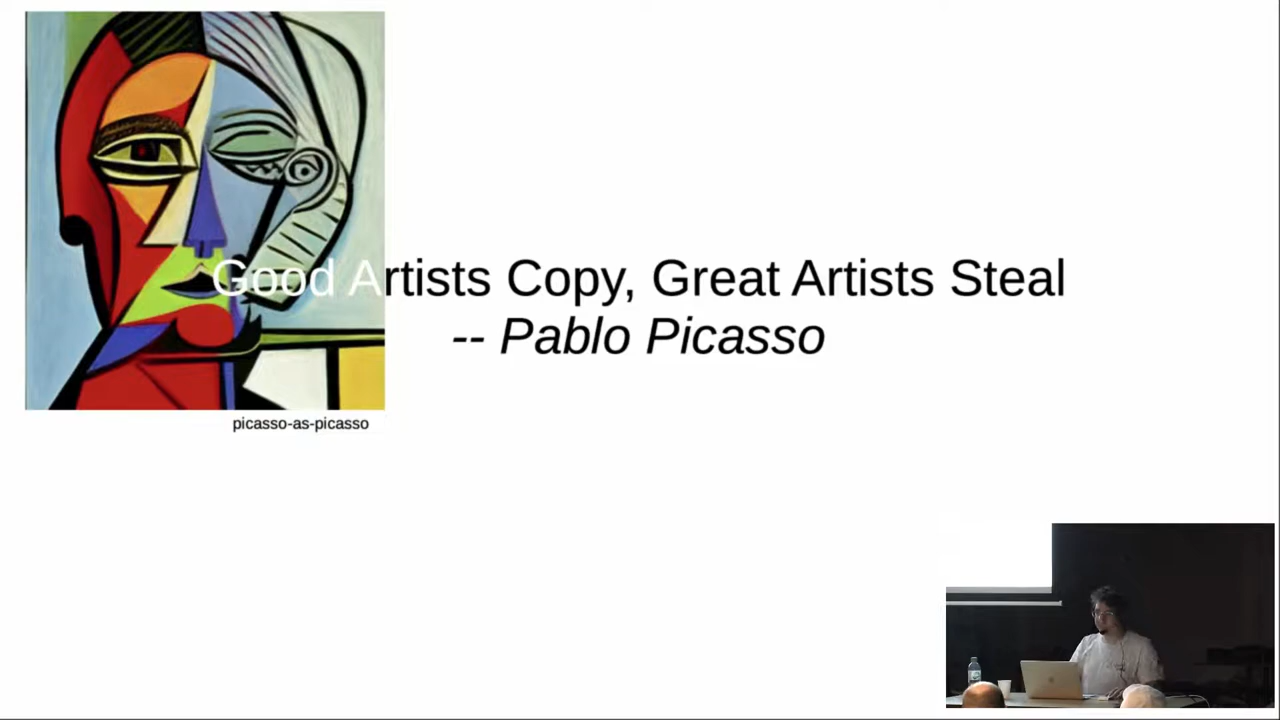 Good Artists Copy, Great Artists Steal
-- Pablo Picasso
picasso-as-picasso